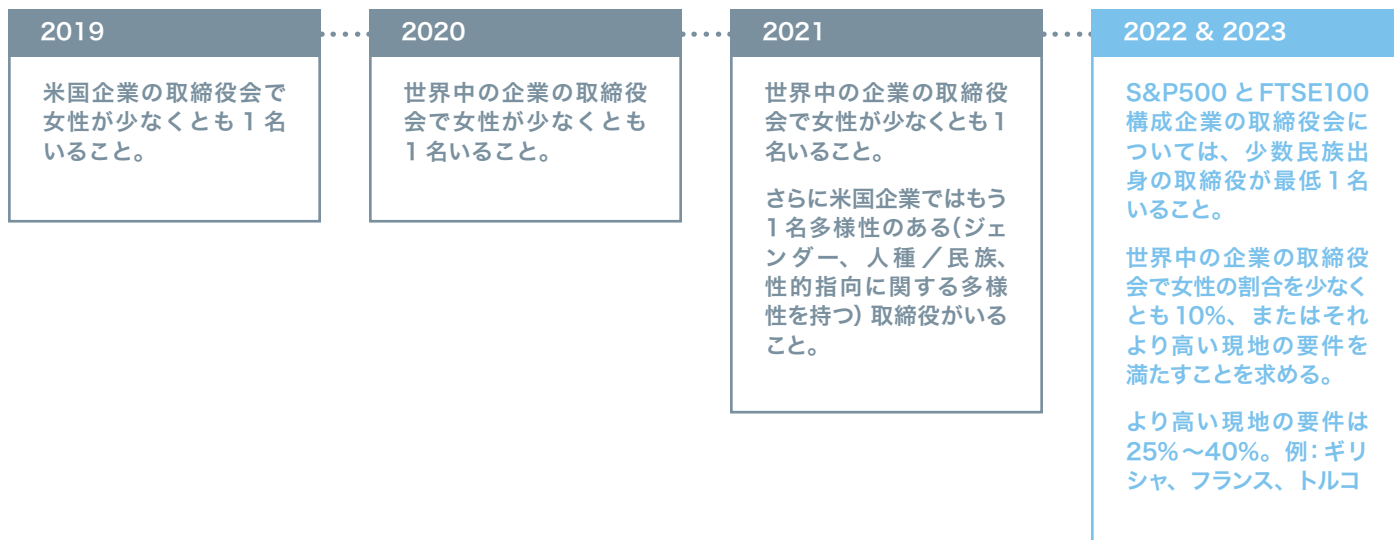 2019
米国企業の取締役会で
女性が少なくとも1名
いること。
2020
世界中の企業の取締役
会で女性が少なくとも
1名いること。
2021
世界中の企業の取締役
会で女性が少なくとも1
名いること。
さらに米国企業ではもう
1名多様性のある(ジェ
ンダー、人種／民族、
性的指向に関する多様
性を持つ)取締役がいる
こと。
2022 & 2023
S&P500とFTSE100
構成企業の取締役会に
ついては、少数民族出
身の取締役が最低1名
いること。
世界中の企業の取締役
会で女性の割合を少なく
とも10%、またはそれ
より高い現地の要件を
満たすことを求める。
より高い現地の要件は
25%～40%。例：ギリ
シャ、フランス、トルコ